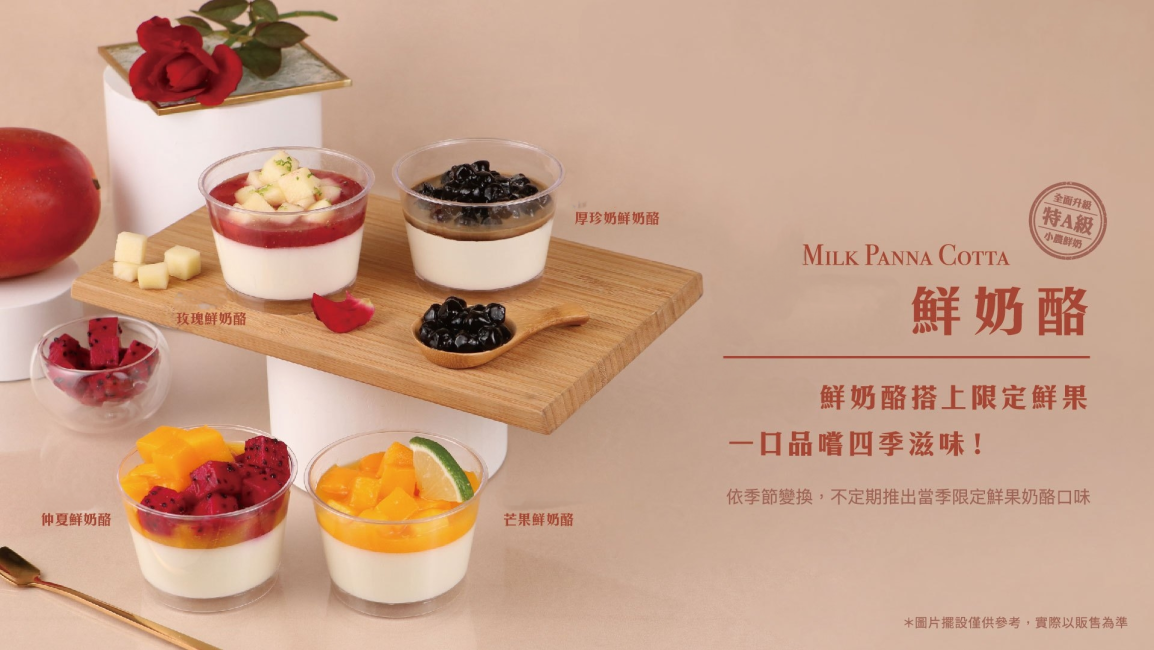 厚珍奶鮮奶酪
玫瑰鮮奶酪
仲夏鮮奶酪
芒果鮮奶酪
全面升級
特A級
小農鮮奶
MILK PANNA COTTA
鮮奶酪
鮮奶酪搭上限定鮮果
一口品嚐四季滋味!
依季節變換,不定期推出當季限定鮮果奶酪口味
*圖片擺設僅供參考,實際以販售為準